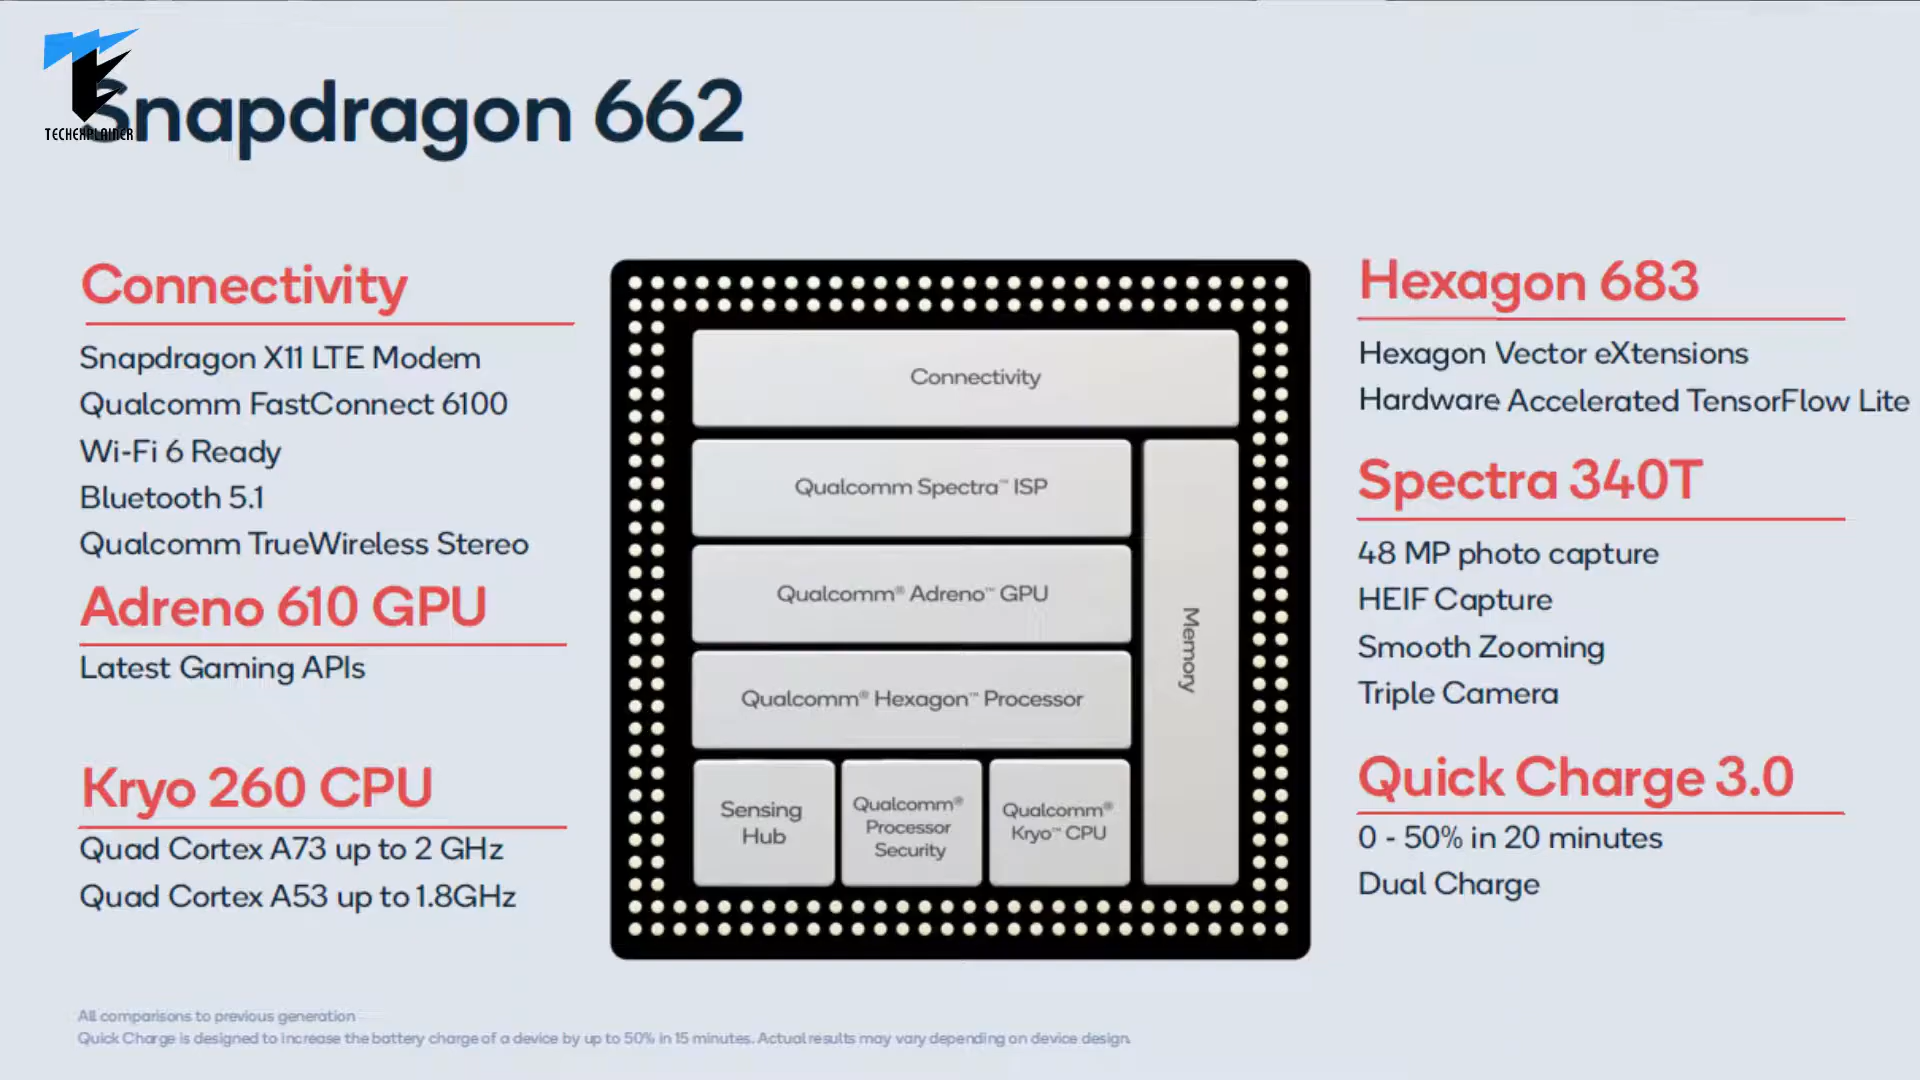 TECHEXPLAINER
Snapdragon 662
Connectivity
Snapdragon X11 LTE Modem
Qualcomm FastConnect 6100
Wi-Fi 6 Ready
Bluetooth 5.1
Qualcomm TrueWireless Stereo
Adreno 610 GPU
Latest Gaming APIs
Kryo 260 CPU
Quad Cortex A73 up to 2 GHz
Quad Cortex A53 up to 1.8GHz
Connectivity
Qualcomm Spectra™ ISP
Qualcomm® Adreno™ GPU
Qualcomm® Hexagon™ Processor
Sensing
Hub
Qualcomm®
Processor
Security
Qualcomm®
Kryo™ CPU
Memory
Hexagon 683
Hexagon Vector eXtensions
Hardware Accelerated TensorFlow Lite
Spectra 340T
48 MP photo capture
HEIF Capture
Smooth Zooming
Triple Camera
Quick Charge 3.0
0 - 50% in 20 minutes
Dual Charge
All comparisons to previous generation
Quick Charge is designed to increase the battery charge of a device by up to 50% in 15 minutes. Actual results may vary depending on device design.